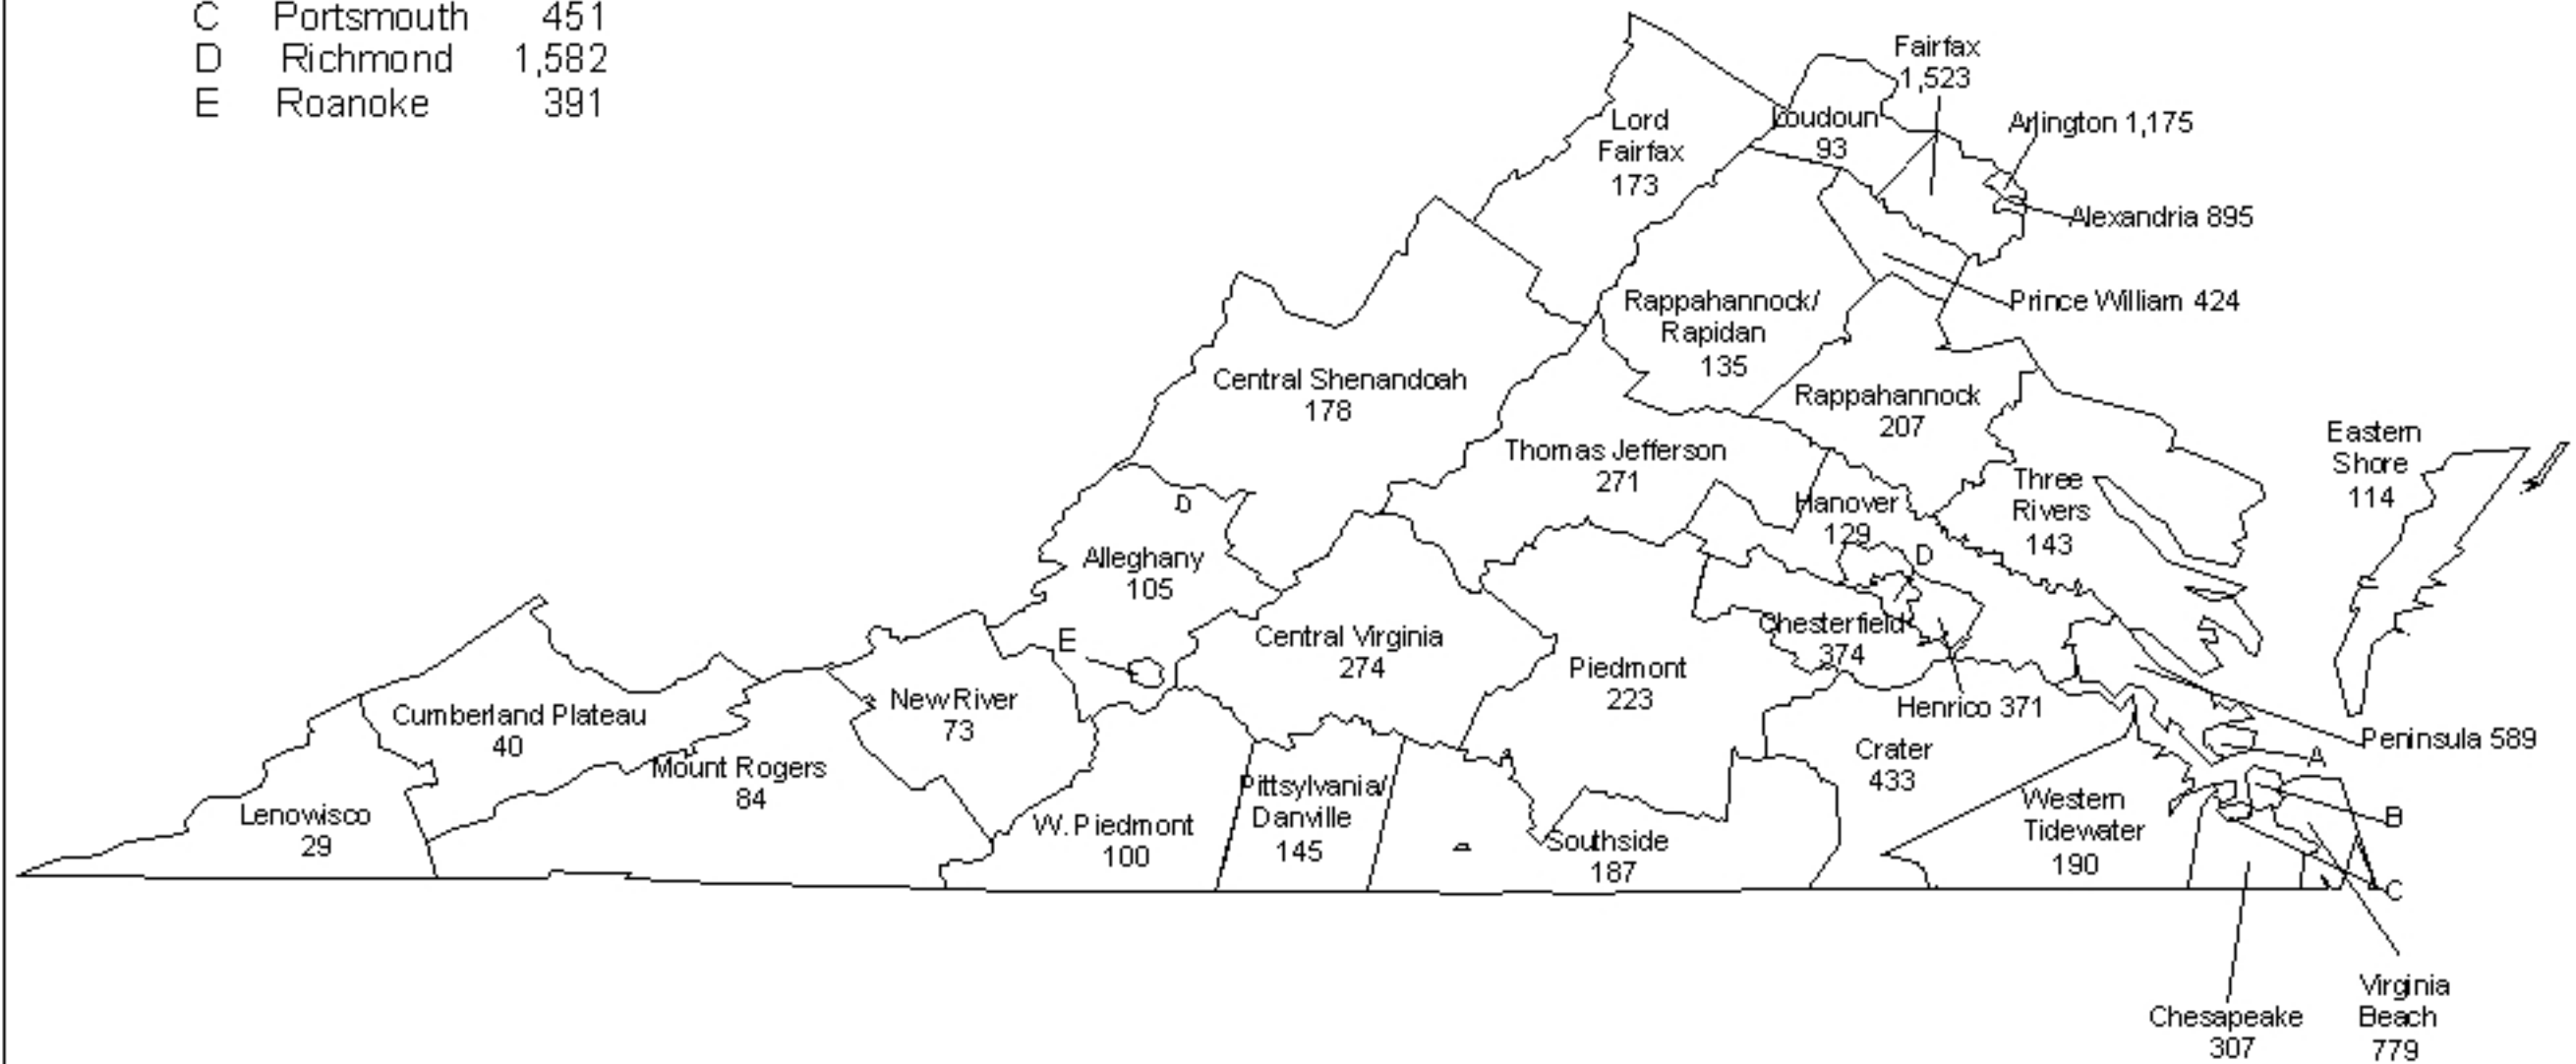 C Portsmouth 451
D Richmond 1,582
E Roanoke 391
Fairfax
1,523
Loudoun
93
Arlington 1,175
Lord
Fairfax
173
Alexandria 895
Prince William 424
Rappahannock/
Rapidan
135
Central Shenandoah
178
Rappahannock
207
Eastern
Shore
114
Thomas Jefferson
271
Three
Rivers
143
D
Hanover
129
D
Alleghany
105
Chesterfield
374
E
Central Virginia
274
Piedmont
223
New River
73
Henrico 371
Cumberland Plateau
40
Peninsula 589
Crater
433
A
Mount Rogers
84
Pittsylvania/
Danville
145
Western
Tidewater
190
B
Lenowisco
29
W. Piedmont
100
Southside
187
C
Chesapeake
307
Virginia
Beach
779